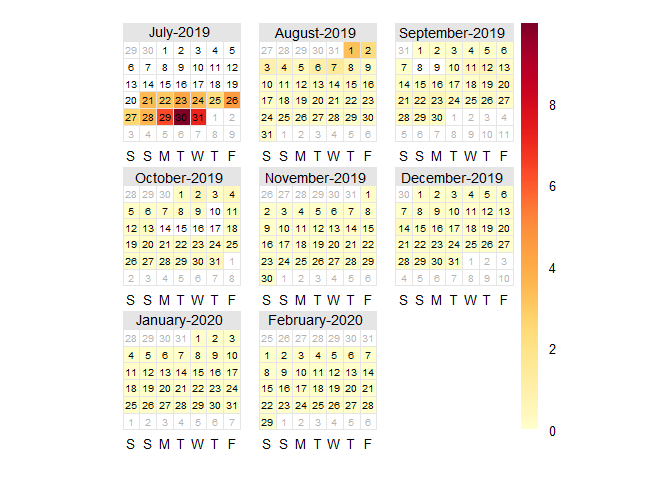 July-2019
29 30 1 2 3 4 5
6 7 8 9 10 11 12
13 14 15 16 17 18 19
20 21 22 23 24 25 26
27 28 29 30 31 1 2
3 4 5 6 7 8 9
S S M T W T F
August-2019
27 28 29 30 31 1 2
3 4 5 6 7 8 9
10 11 12 13 14 15 16
17 18 19 20 21 22 23
24 25 26 27 28 29 30
31 1 2 3 4 5 6
S S M T W T F
September-2019
31 1 2 3 4 5 6
7 8 9 10 11 12 13
14 15 16 17 18 19 20
21 22 23 24 25 26 27
28 29 30 1 2 3 4
5 6 7 8 9 10 11
S S M T W T F
October-2019
28 29 30 1 2 3 4
5 6 7 8 9 10 11
12 13 14 15 16 17 18
19 20 21 22 23 24 25
26 27 28 29 30 31 1
2 3 4 5 6 7 8
S S M T W T F
November-2019
26 27 28 29 30 31 1
2 3 4 5 6 7 8
9 10 11 12 13 14 15
16 17 18 19 20 21 22
23 24 25 26 27 28 29
30 1 2 3 4 5 6
S S M T W T F
December-2019
30 1 2 3 4 5 6
7 8 9 10 11 12 13
14 15 16 17 18 19 20
21 22 23 24 25 26 27
28 29 30 31 1 2 3
4 5 6 7 8 9 10
S S M T W T F
January-2020
28 29 30 31 1 2 3
4 5 6 7 8 9 10
11 12 13 14 15 16 17
18 19 20 21 22 23 24
25 26 27 28 29 30 31
1 2 3 4 5 6 7
S S M T W T F
February-2020
25 26 27 28 29 30 31
1 2 3 4 5 6 7
8 9 10 11 12 13 14
15 16 17 18 19 20 21
22 23 24 25 26 27 28
29 1 2 3 4 5 6
S S M T W T F
8
6
4
2
0